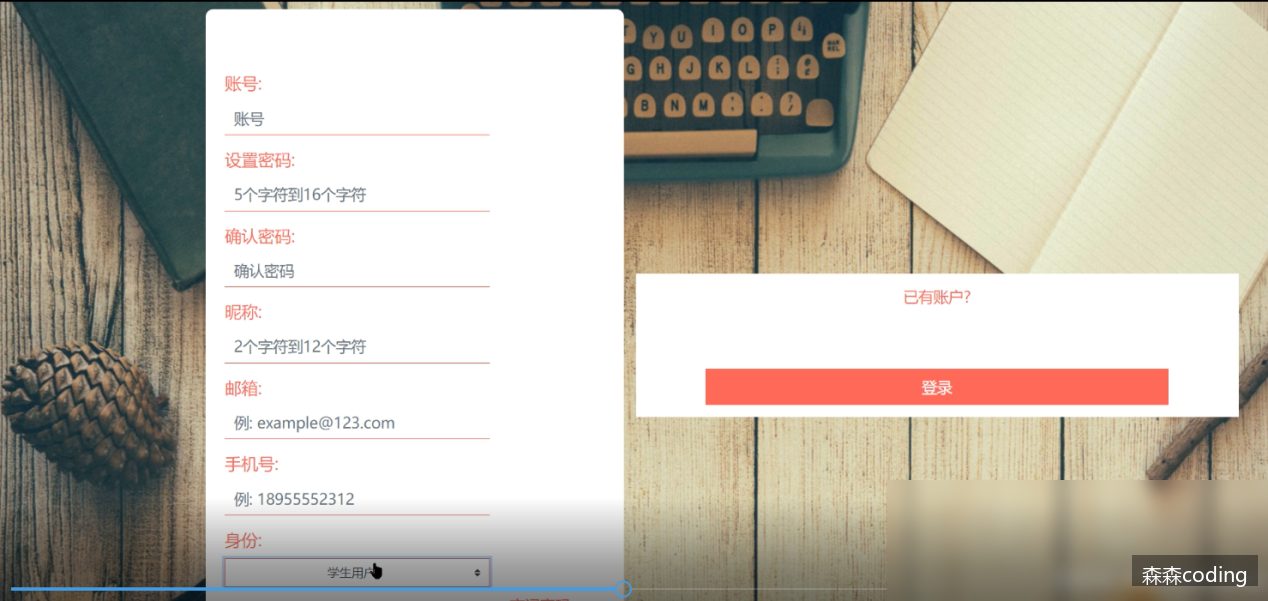 账号:
账号
设置密码:
5个字符到16个字符
确认密码:
确认密码
昵称:
2个字符到12个字符
邮箱:
例: example@123.com
手机号:
例: 18955552312
身份:
学生用户
已有账户?
登录
森森coding
T Y U I O P
G H J K L
B N M